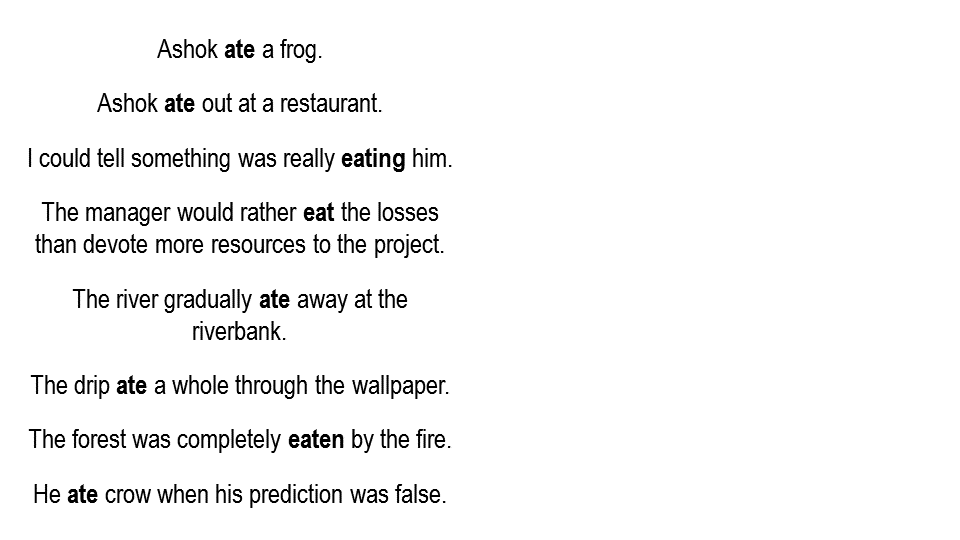 Ashok ate a frog.
Ashok ate out at a restaurant.
I could tell something was really eating him.
The manager would rather eat the losses
than devote more resources to the project.
The river gradually ate away at the
riverbank.
The drip ate a whole through the wallpaper.
The forest was completely eaten by the fire.
He ate crow when his prediction was false.